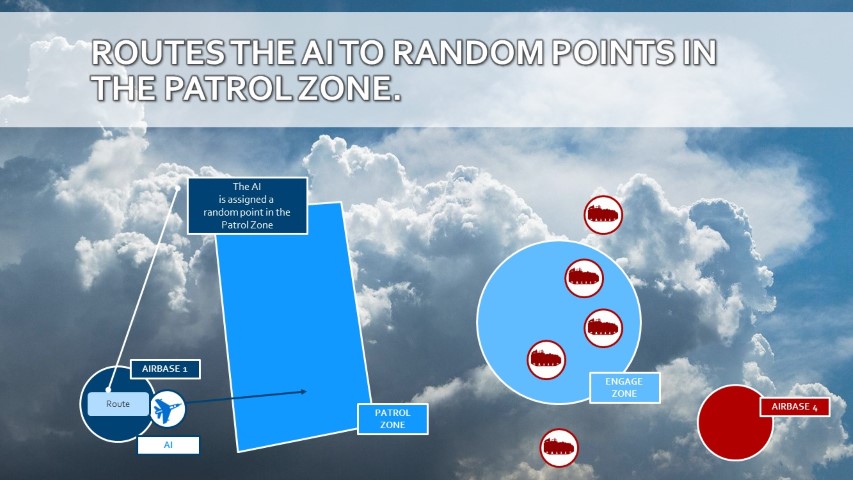 ROUTES THE AI TO RANDOM POINTS IN
THE PATROL ZONE.
The AI
is assigned a
random point in the
Patrol Zone
AIRBASE 1
Route
AI
PATROL
ZONE
ENGAGE
ZONE
AIRBASE 4